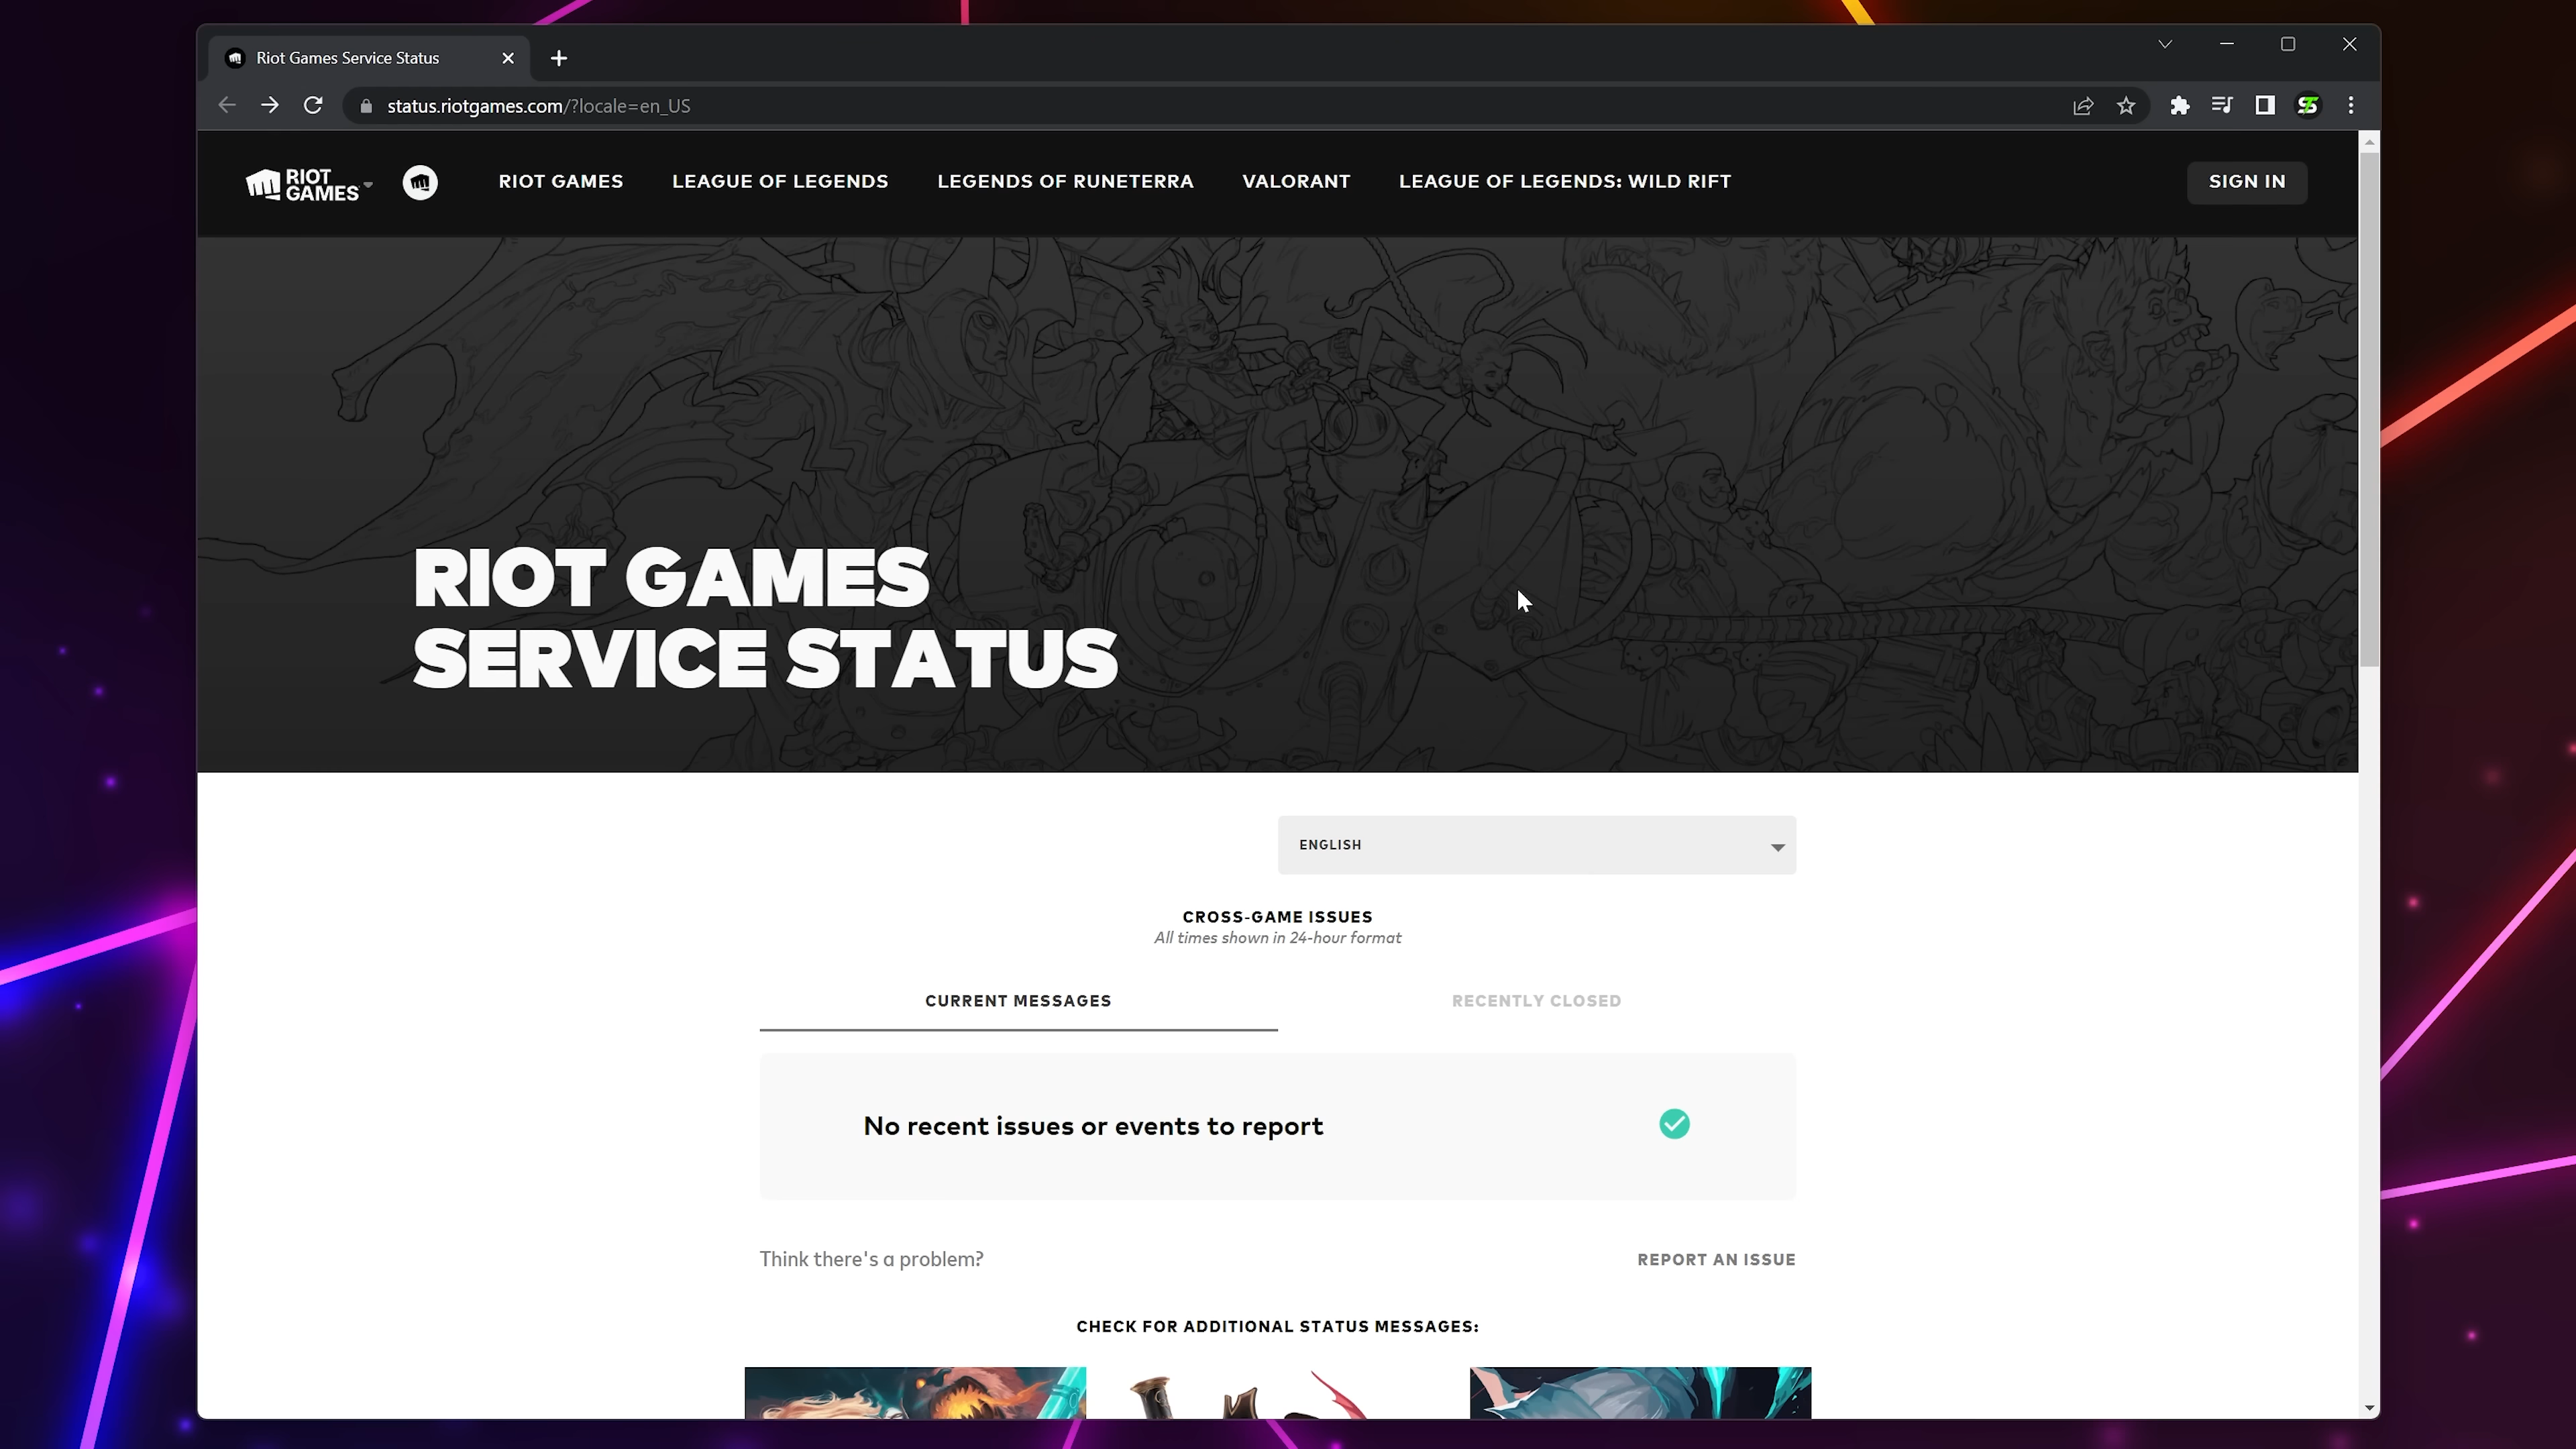 Riot Games Service Status
status.riotgames.com/?locale=en_US
RIOT GAMES
RIOT GAMES
LEAGUE OF LEGENDS
LEGENDS OF RUNETERRA
VALORANT
LEAGUE OF LEGENDS: WILD RIFT
SIGN IN
RIOT GAMES
SERVICE STATUS
ENGLISH
CROSS-GAME ISSUES
All times shown in 24-hour format
CURRENT MESSAGES
RECENTLY CLOSED
No recent issues or events to report
Think there's a problem?
REPORT AN ISSUE
CHECK FOR ADDITIONAL STATUS MESSAGES: